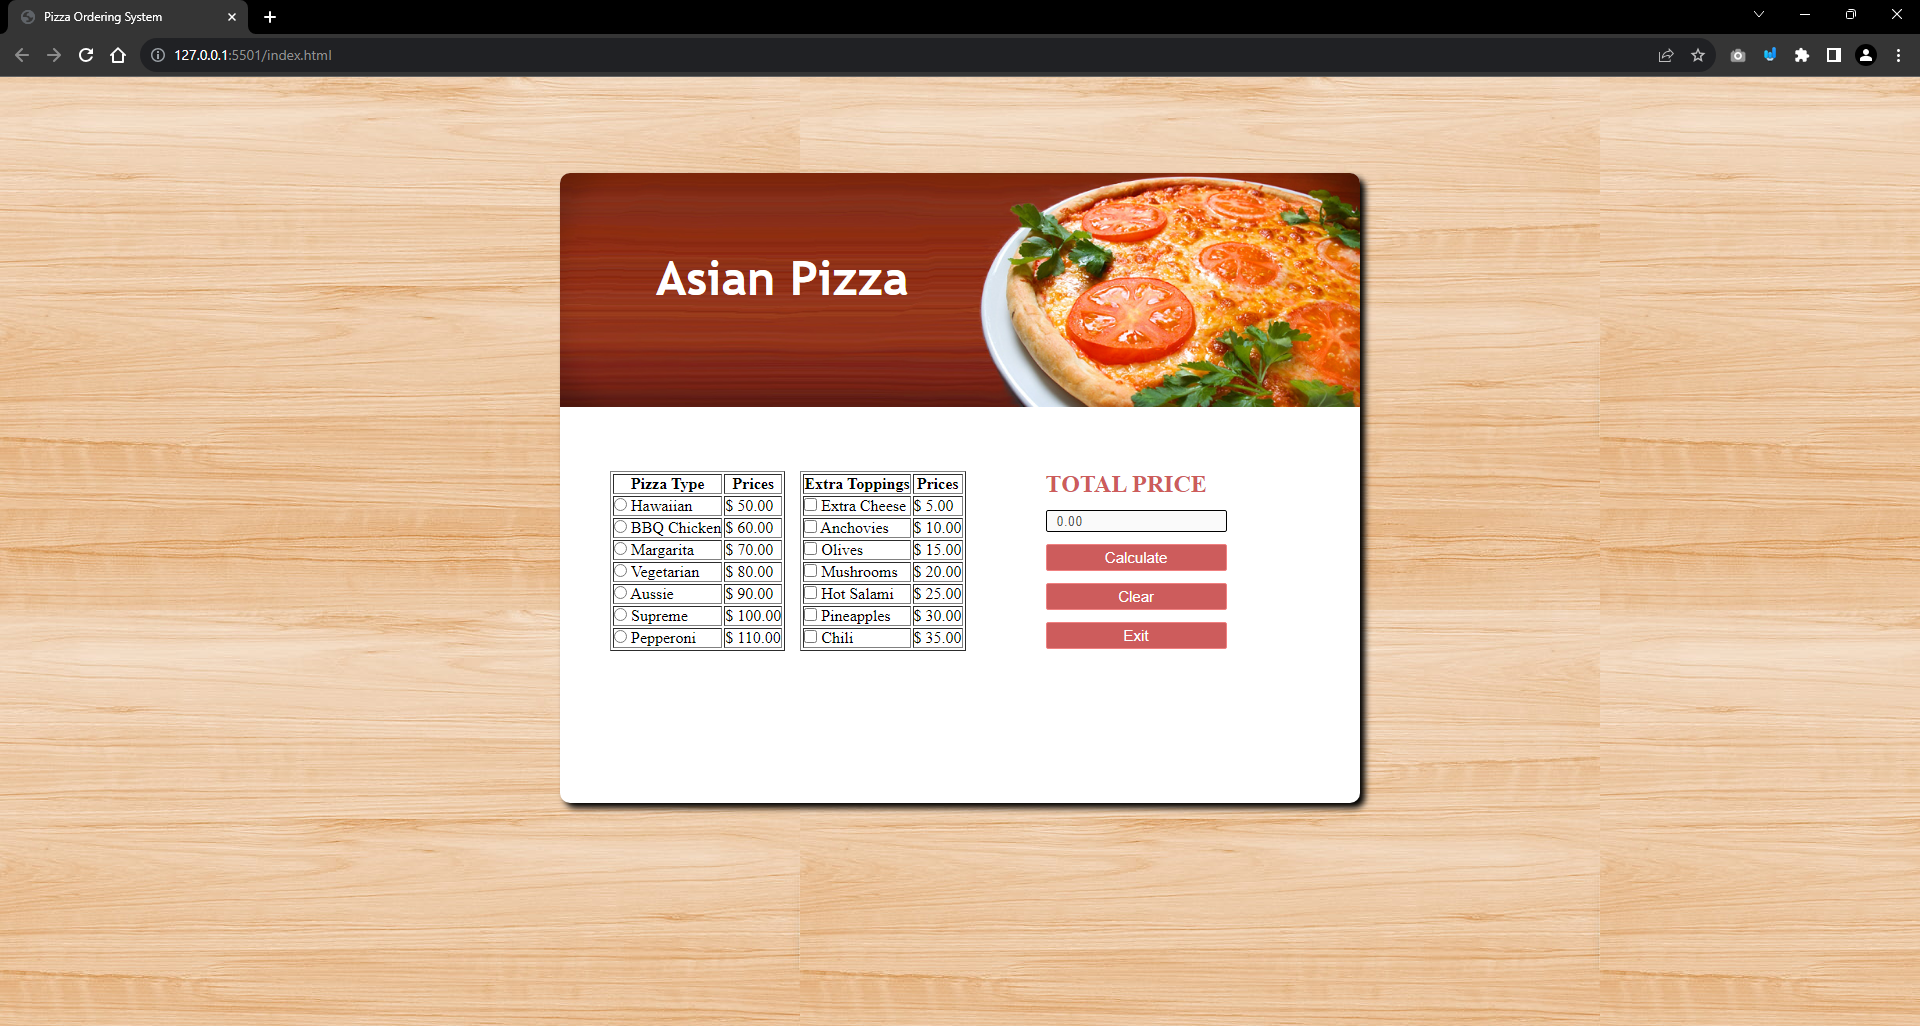 Pizza Ordering System
127.0.0.1:5501/index.html
Asian Pizza
Pizza Type Prices
Hawaiian $ 50.00
BBQ Chicken $ 60.00
Margarita $ 70.00
Vegetarian $ 80.00
Aussie $ 90.00
Supreme $ 100.00
Pepperoni $ 110.00
Extra Toppings Prices
Extra Cheese $ 5.00
Anchovies $ 10.00
Olives $ 15.00
Mushrooms $ 20.00
Hot Salami $ 25.00
Pineapples $ 30.00
Chili $ 35.00
TOTAL PRICE
0.00
Calculate
Clear
Exit